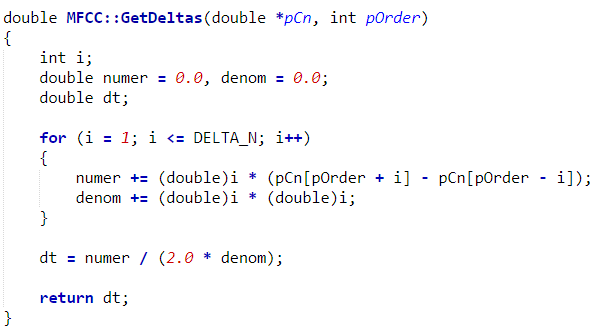 double MFCC::GetDeltas(double *pCn, int pOrder)
{
    int i;
    double numer = 0.0, denom = 0.0;
    double dt;

    for (i = 1; i <= DELTA_N; i++)
    {
        numer += (double)i * (pCn[pOrder + i] - pCn[pOrder - i]);
        denom += (double)i * (double)i;
    }

    dt = numer / (2.0 * denom);

    return dt;
}